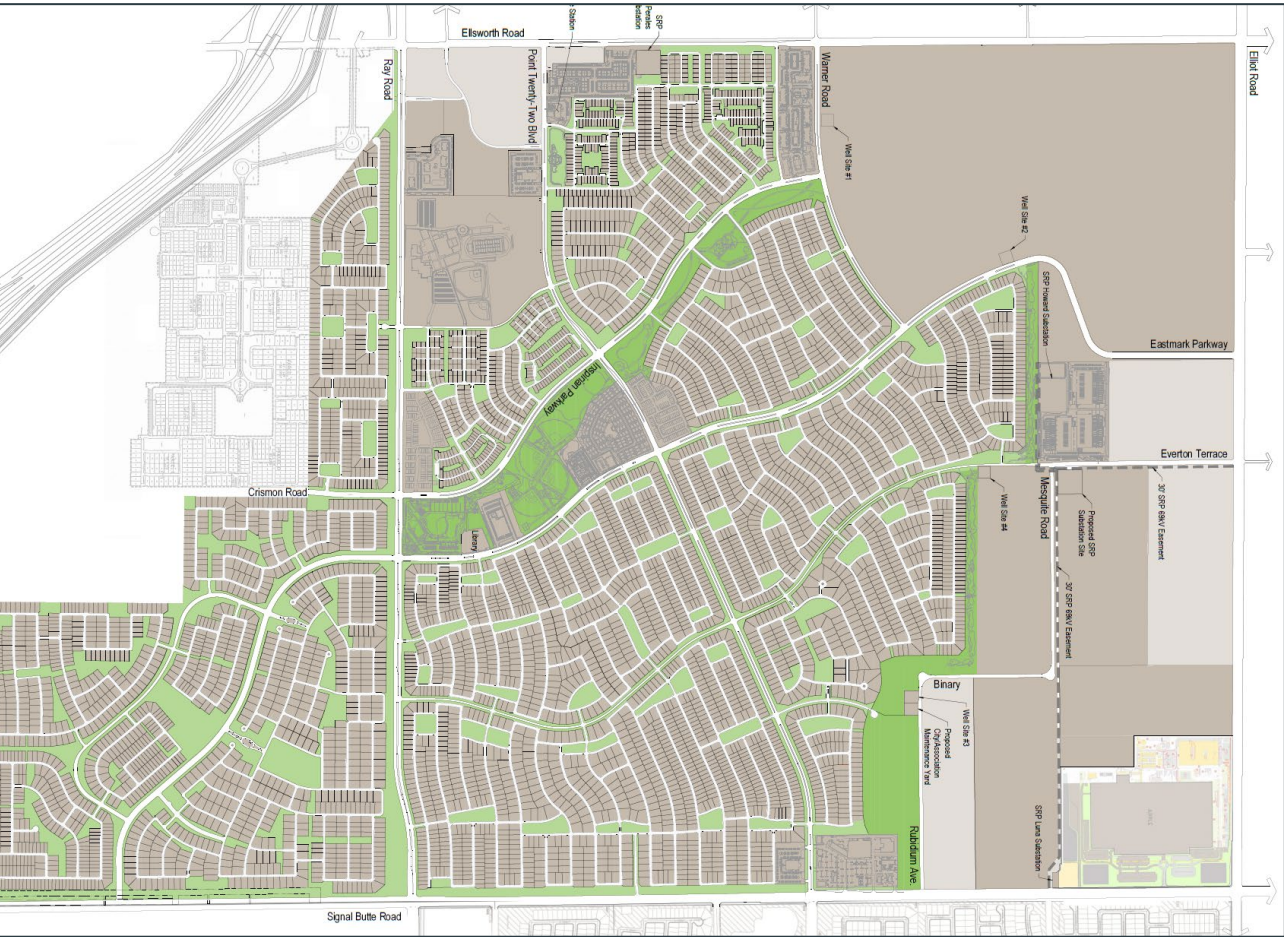 Ellsworth Road
Station
SRP
Perales
Ray Road
Point Twenty-Two Blvd
Warner Road
Elliot Road
Well Site #1
Well Site #2
SRP Howard Substation
Eastmark Parkway
Inspirian Parkway
Everton Terrace
Crismon Road
Library
Well Site #4
Mesquite Road
Proposed SRP
Substation Site
30' SRP 69kV Easement
30' SRP 69kV Easement
Binary
Well Site #3
Proposed
City/Association
Maintenance Yard
SRP Luna Substation
Rubidium Ave.
Signal Butte Road